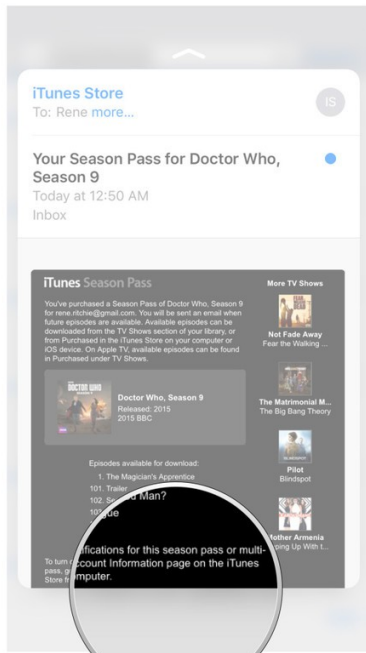 iTunes Store
IS
To: Rene more...
Your Season Pass for Doctor Who,
Season 9
Today at 12:50 AM
Inbox
iTunes Season Pass
You've purchased a Season Pass of Doctor Who, Season 9
for rene.ritchie@gmail.com. You will be sent an email when
future episodes are available. Available episodes can be
downloaded from the TV Shows section of your library, or
from Purchased in the iTunes Store on your computer or
iOS device. On Apple TV, available episodes can be found
in Purchased under TV Shows.
DOCTOR WHO
Doctor Who, Season 9
Released: 2015
2015 BBC
Episodes available for download:
1. The Magician's Apprentice
101. Trailer
102. Man?
gue
ifications for this season pass or multi-
To turn
pass, ccount Information page on the iTunes
Store mputer.
More TV Shows
Not Fade Away
Fear the Walking ...
The Matrimonial M...
The Big Bang Theory
BLINDSPOT
Pilot
Blindspot
Mother Armenia
ping Up With t...